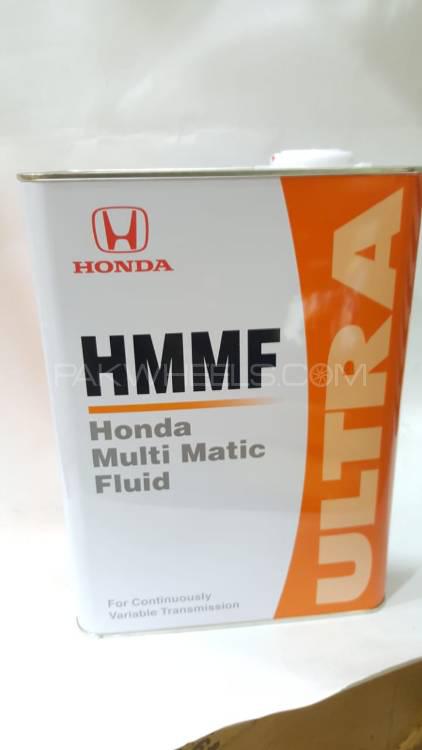 HONDA
HMMF
PAKWHEELS.COM
Honda
Multi Matic
Fluid
For Continuously
Variable Transmission
ULTRA